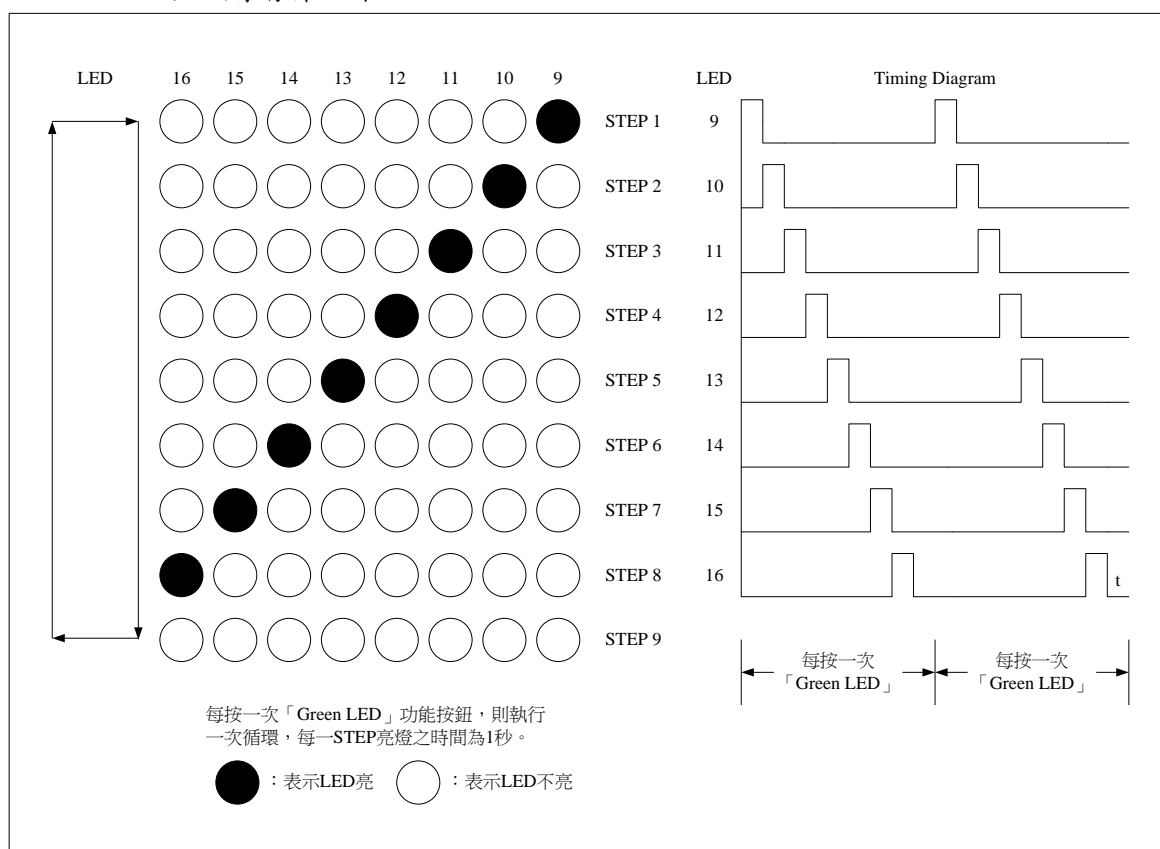 LED 16 15 14 13 12 11 10 9 LED Timing Diagram
STEP 1 9
STEP 2 10
STEP 3 11
STEP 4 12
STEP 5 13
STEP 6 14
STEP 7 15
STEP 8 16 t
STEP 9
每按一次 每按一次
「Green LED」 「Green LED」
每按一次「Green LED」功能按鈕，則執行
一次循環，每一STEP亮燈之時間為1秒。
：表示LED亮 ：表示LED不亮